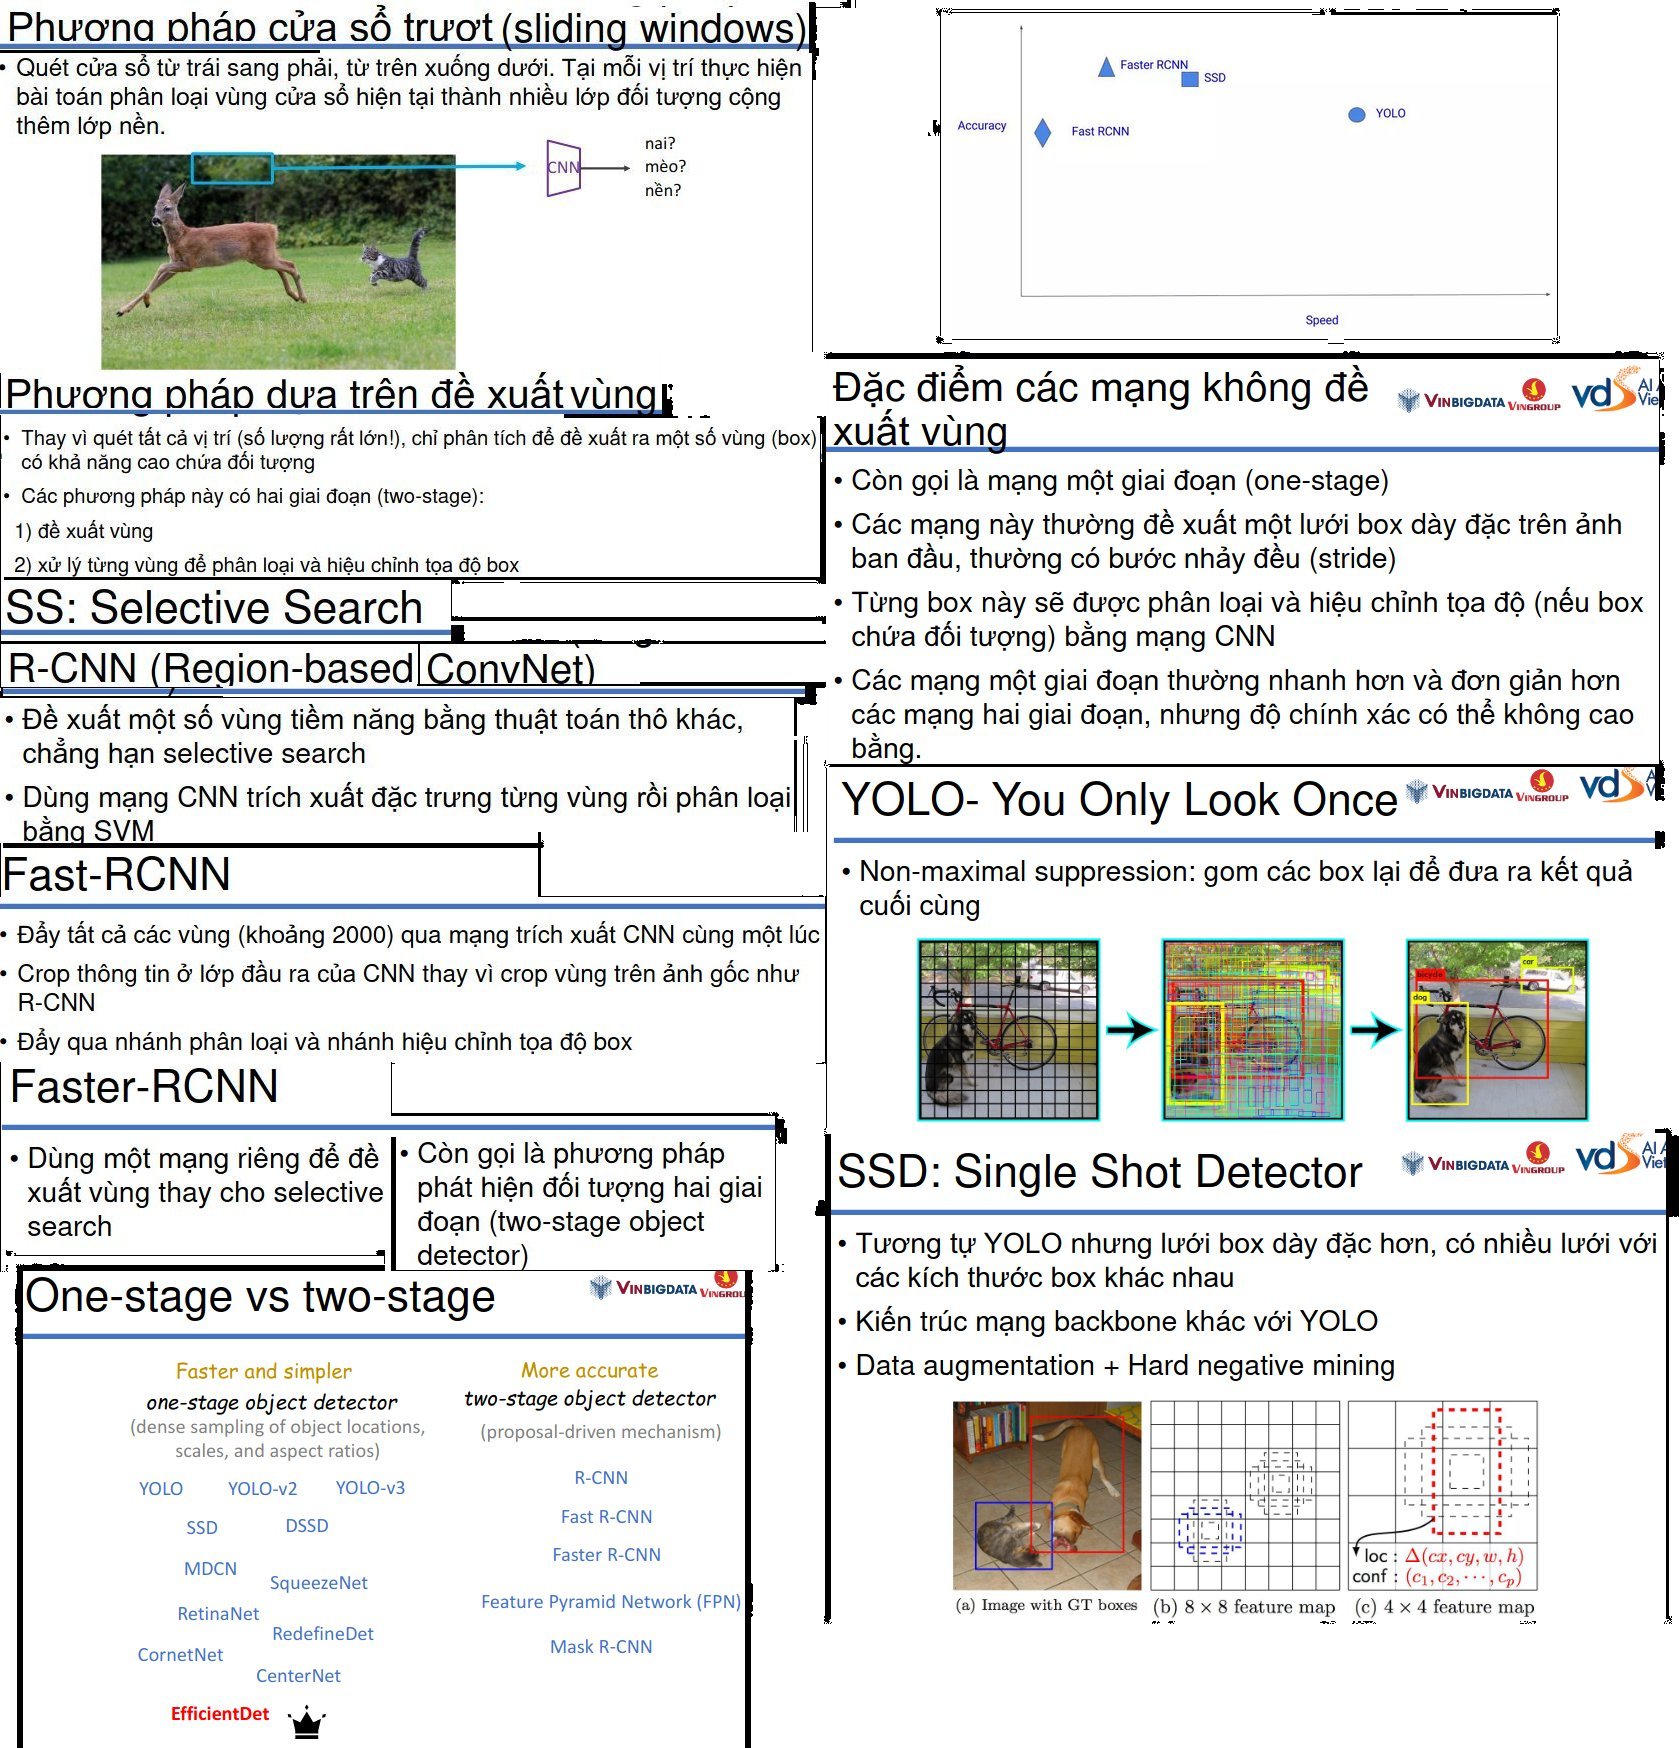 Phương pháp cửa sổ trượt (sliding windows)
• Quét cửa sổ từ trái sang phải, từ trên xuống dưới. Tại mỗi vị trí thực hiện
bài toán phân loại vùng cửa sổ hiện tại thành nhiều lớp đối tượng cộng
thêm lớp nền.
CNN
nai?
mèo?
nền?
Phương pháp dựa trên đề xuất vùng
• Thay vì quét tất cả vị trí (số lượng rất lớn!), chỉ phân tích để đề xuất ra một số vùng (box)
có khả năng cao chứa đối tượng
• Các phương pháp này có hai giai đoạn (two-stage):
1) đề xuất vùng
2) xử lý từng vùng để phân loại và hiệu chỉnh tọa độ box
SS: Selective Search
R-CNN (Region-based ConvNet)
• Đề xuất một số vùng tiềm năng bằng thuật toán thô khác,
chẳng hạn selective search
• Dùng mạng CNN trích xuất đặc trưng từng vùng rồi phân loại
bằng SVM
Fast-RCNN
• Đẩy tất cả các vùng (khoảng 2000) qua mạng trích xuất CNN cùng một lúc
• Crop thông tin ở lớp đầu ra của CNN thay vì crop vùng trên ảnh gốc như
R-CNN
• Đẩy qua nhánh phân loại và nhánh hiệu chỉnh tọa độ box
Faster-RCNN
• Dùng một mạng riêng để đề
xuất vùng thay cho selective
search
• Còn gọi là phương pháp
phát hiện đối tượng hai giai
đoạn (two-stage object
detector)
One-stage vs two-stage
VINBIGDATA VINGROU
Faster and simpler
one-stage object detector
(dense sampling of object locations,
scales, and aspect ratios)
YOLO YOLO-v2 YOLO-v3
SSD DSSD
MDCN
SqueezeNet
RetinaNet
RedefineDet
CornetNet
CenterNet
EfficientDet
More accurate
two-stage object detector
(proposal-driven mechanism)
R-CNN
Fast R-CNN
Faster R-CNN
Feature Pyramid Network (FPN)
Mask R-CNN
Faster RCNN
SSD
YOLO
Accuracy
Fast RCNN
Speed
Đặc điểm các mạng không đề
xuất vùng
VINBIGDATA VINGROUP vdS AI
Vie
• Còn gọi là mạng một giai đoạn (one-stage)
• Các mạng này thường đề xuất một lưới box dày đặc trên ảnh
ban đầu, thường có bước nhảy đều (stride)
• Từng box này sẽ được phân loại và hiệu chỉnh tọa độ (nếu box
chứa đối tượng) bằng mạng CNN
• Các mạng một giai đoạn thường nhanh hơn và đơn giản hơn
các mạng hai giai đoạn, nhưng độ chính xác có thể không cao
bằng.
YOLO- You Only Look Once
VINBIGDATA VINGROUP vdS
• Non-maximal suppression: gom các box lại để đưa ra kết quả
cuối cùng
bicycle
car
dog
SSD: Single Shot Detector
VINBIGDATA VINGROUP vdS AI
Viet
• Tương tự YOLO nhưng lưới box dày đặc hơn, có nhiều lưới với
các kích thước box khác nhau
• Kiến trúc mạng backbone khác với YOLO
• Data augmentation + Hard negative mining
loc : Δ(cx, cy, w, h)
conf : (c₁, c₂, ⋯, cₚ)
(a) Image with GT boxes (b) 8 × 8 feature map (c) 4 × 4 feature map